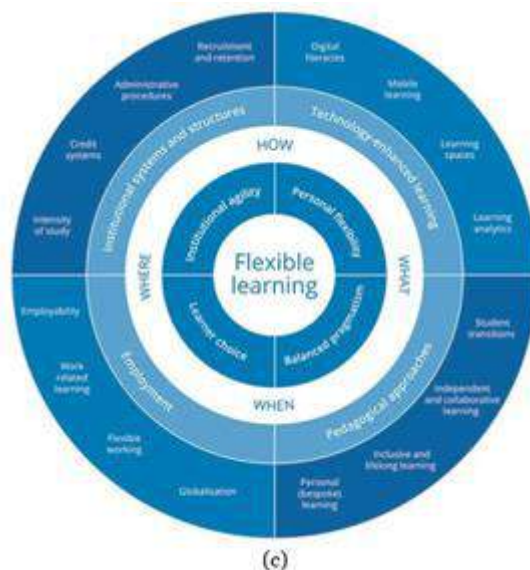 Recruitment
and retention
Administrative
procedures
Credit
systems
Intensity
of study
Digital
literacies
Mobile
learning
Learning
spaces
Learning
analytics
Institutional systems and structures
Technology-enhanced learning
HOW
WHERE
WHAT
WHEN
Institutional agility
Personal flexibility
Flexible
learning
Learner choice
Balanced pragmatism
Employment
Pedagogical approaches
Employability
Work
related
learning
Flexible
working
Globalisation
Student
transitions
Independent
and collaborative
learning
Inclusive and
lifelong learning
Personal
(bespoke)
learning
(c)